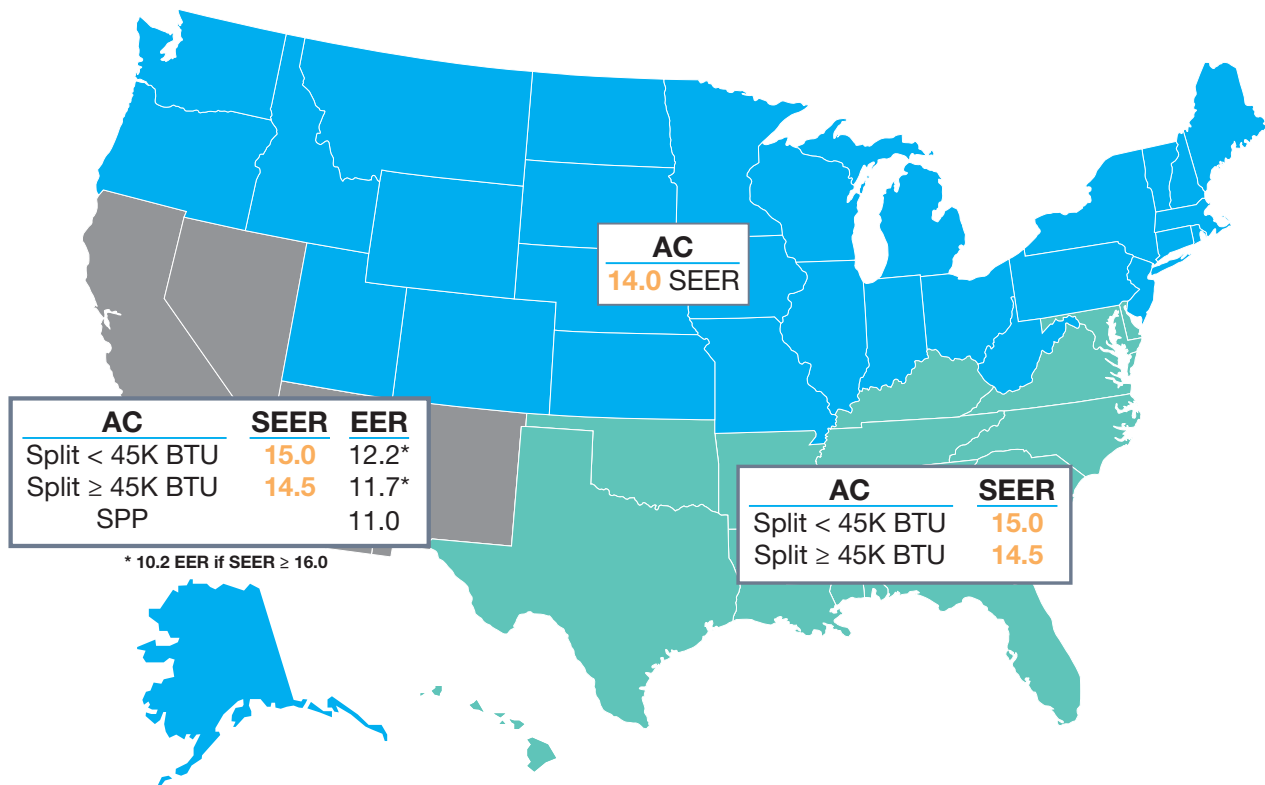 AC
14.0 SEER
AC SEER EER
Split < 45K BTU 15.0 12.2*
Split ≥ 45K BTU 14.5 11.7*
SPP 11.0
* 10.2 EER if SEER ≥ 16.0
AC SEER
Split < 45K BTU 15.0
Split ≥ 45K BTU 14.5